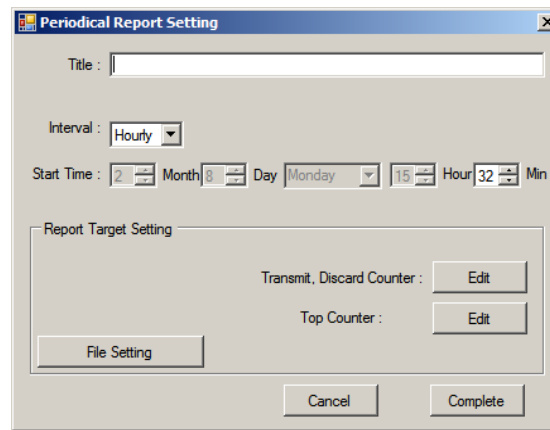 Periodical Report Setting
Title :
Interval : Hourly
Start Time : 2 Month 8 Day Monday 15 Hour 32 Min
Report Target Setting
Transmit, Discard Counter : Edit
Top Counter : Edit
File Setting
Cancel Complete